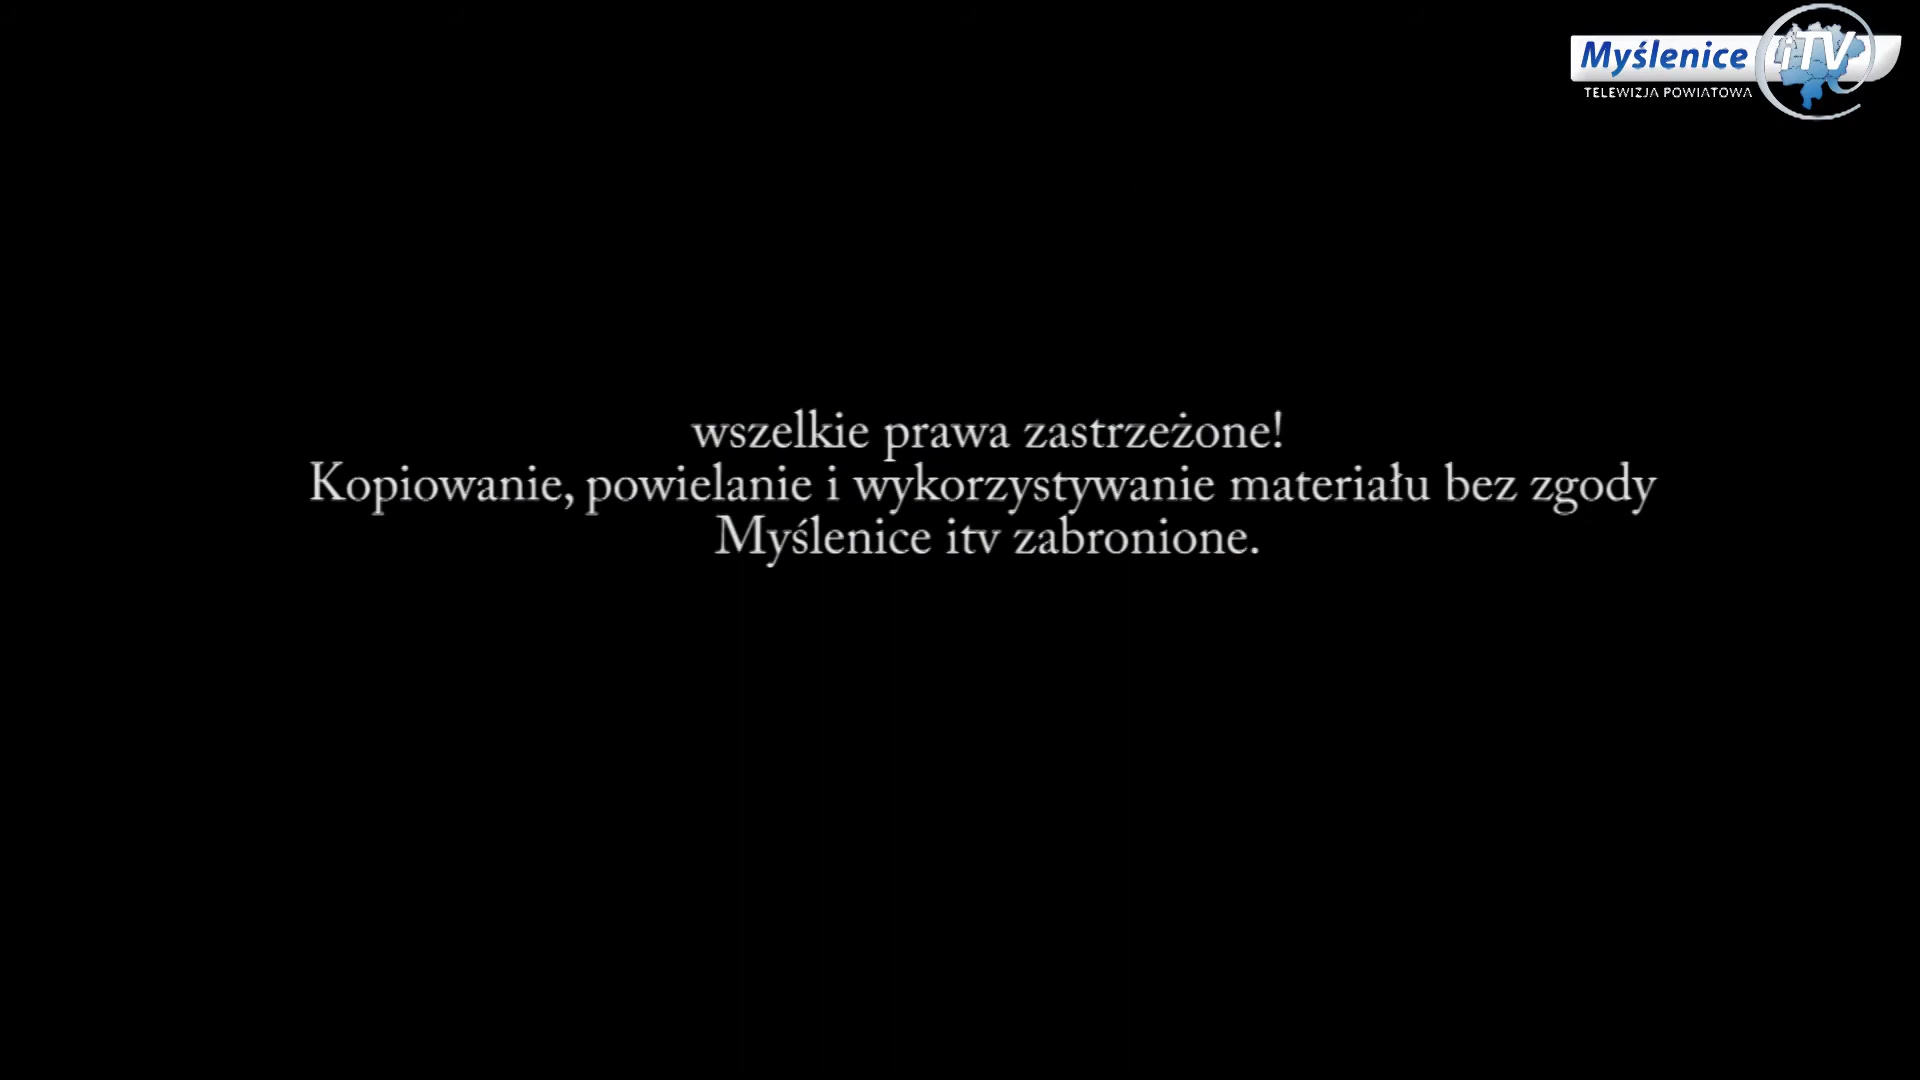 Myślenice iTV
TELEWIZJA POWIATOWA
wszelkie prawa zastrzeżone!
Kopiowanie, powielanie i wykorzystywanie materiału bez zgody
Myślenice itv zabronione.